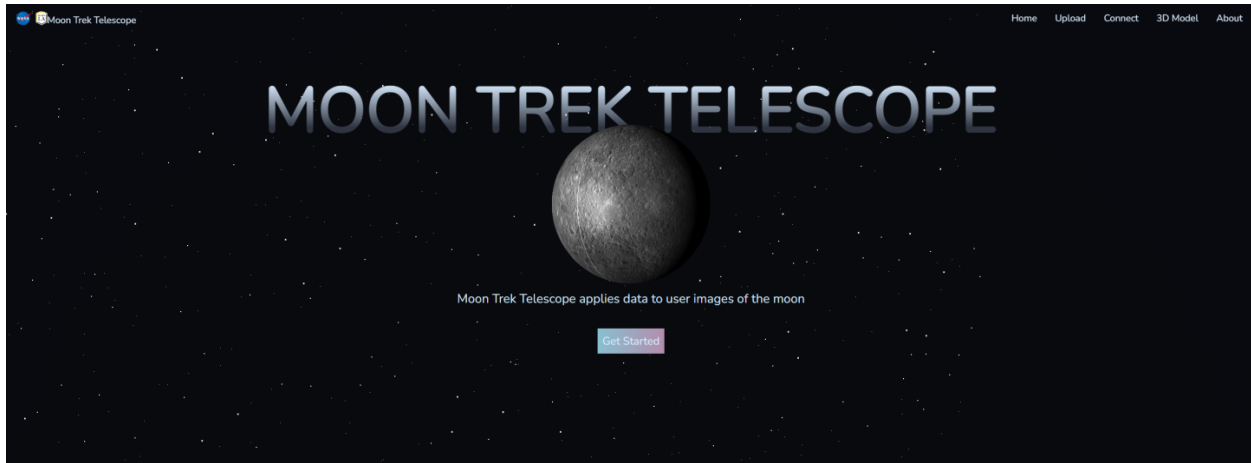 Moon Trek Telescope
Home Upload Connect 3D Model About
MOON TREK TELESCOPE
Moon Trek Telescope applies data to user images of the moon
Get Started